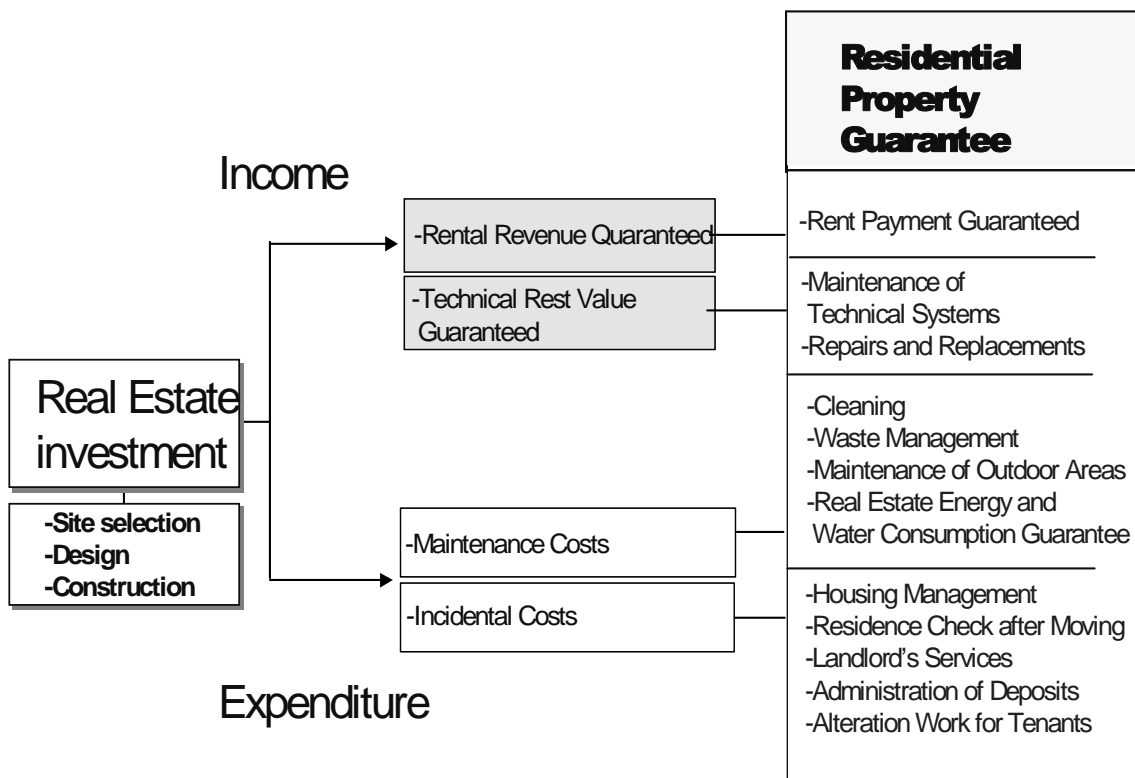 Residential
Property
Guarantee
Income
-Rental Revenue Quaranteed
-Rent Payment Guaranteed
-Technical Rest Value
Guaranteed
-Maintenance of
Technical Systems
-Repairs and Replacements
Real Estate
investment
-Site selection
-Design
-Construction
-Cleaning
-Waste Management
-Maintenance of Outdoor Areas
-Real Estate Energy and
Water Consumption Guarantee
-Maintenance Costs
-Incidental Costs
-Housing Management
-Residence Check after Moving
-Landlord's Services
-Administration of Deposits
-Alteration Work for Tenants
Expenditure